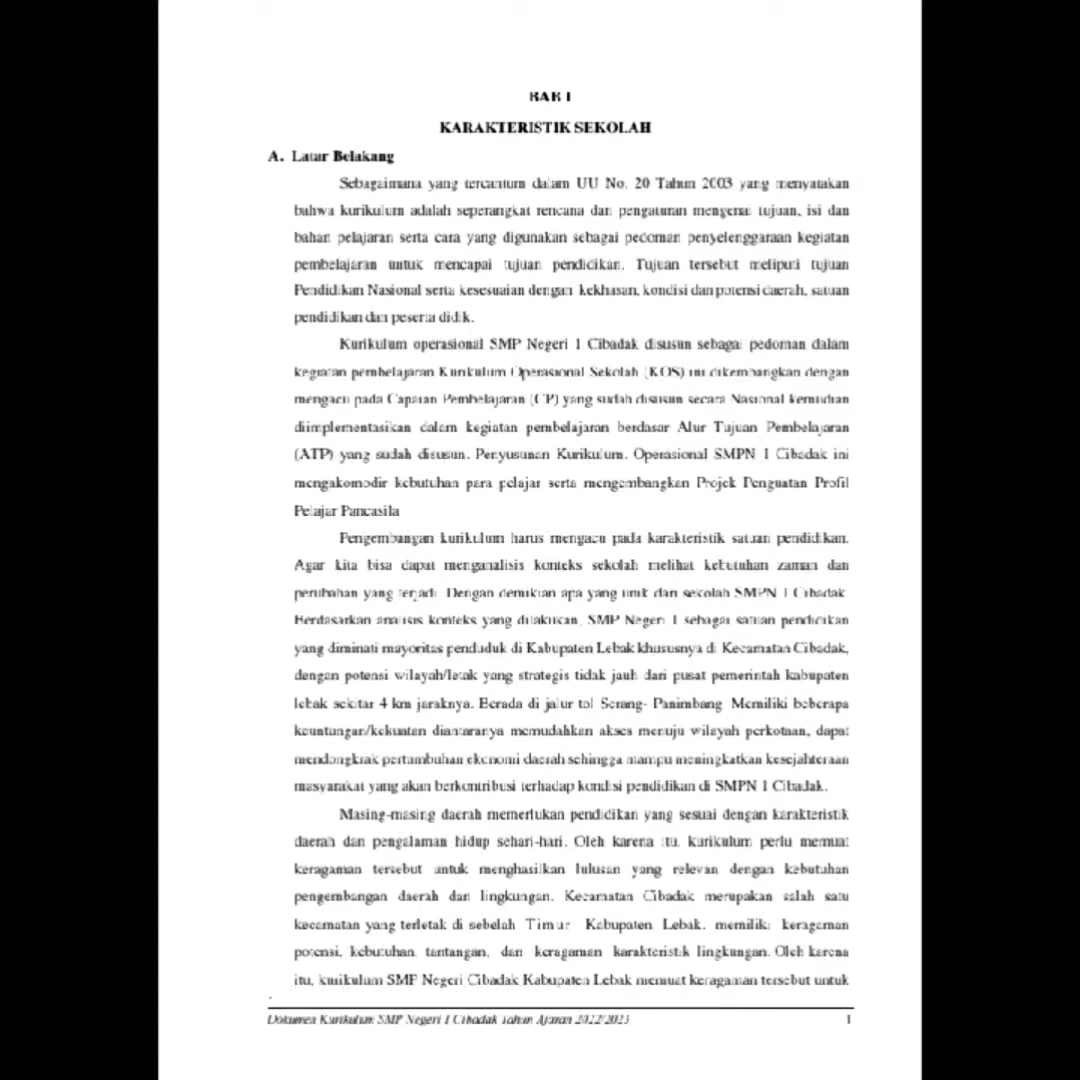 BAB I
KARAKTERISTIK SEKOLAH
A. Latar Belakang
Sebagaimana yang tercantum dalam UU No. 20 Tahun 2003 yang menyatakan
bahwa kurikulum adalah seperangkat rencana dan pengaturan mengenai tujuan, isi dan
bahan pelajaran serta cara yang digunakan sebagai pedoman penyelenggaraan kegiatan
pembelajaran untuk mencapai tujuan pendidikan. Tujuan tersebut meliputi tujuan
Pendidikan Nasional serta kesesuaian dengan kekhasan, kondisi dan potensi daerah, satuan
pendidikan dan peserta didik.
Kurikulum operasional SMP Negeri 1 Cibadak disusun sebagai pedoman dalam
kegiatan pembelajaran Kurikulum Operasional Sekolah (KOS) ini dikembangkan dengan
mengacu pada Capaian Pembelajaran (CP) yang sudah disusun secara Nasional kemudian
diimplementasikan dalam kegiatan pembelajaran berdasar Alur Tujuan Pembelajaran
(ATP) yang sudah disusun. Penyusunan Kurikulum. Operasional SMPN 1 Cibadak ini
mengakomodir kebutuhan para pelajar serta mengembangkan Projek Penguatan Profil
Pelajar Pancasila
Pengembangan kurikulum harus mengacu pada karakteristik satuan pendidikan.
Agar kita bisa dapat menganalisis konteks sekolah melihat kebutuhan zaman dan
perubahan yang terjadi. Dengan demikian apa yang unik dari sekolah SMPN 1 Cibadak.
Berdasarkan analisis konteks yang dilakukan, SMP Negeri 1 sebagai satuan pendidikan
yang diminati mayoritas penduduk di Kabupaten Lebak khususnya di Kecamatan Cibadak,
dengan potensi wilayah/letak yang strategis tidak jauh dari pusat pemerintah kabupaten
lebak sekitar 4 km jaraknya. Berada di jalur tol Serang- Panimbang Memiliki beberapa
keuntungan/kekuatan diantaranya memudahkan akses menuju wilayah perkotaan, dapat
mendongkrak pertumbuhan ekonomi daerah sehingga mampu meningkatkan kesejahteraan
masyarakat yang akan berkontribusi terhadap kondisi pendidikan di SMPN 1 Cibadak.
Masing-masing daerah memerlukan pendidikan yang sesuai dengan karakteristik
daerah dan pengalaman hidup sehari-hari. Oleh karena itu, kurikulum perlu memuat
keragaman tersebut untuk menghasilkan lulusan yang relevan dengan kebutuhan
pengembangan daerah dan lingkungan. Kecamatan Cibadak merupakan salah satu
kecamatan yang terletak di sebelah Timur Kabupaten Lebak, memiliki keragaman
potensi, kebutuhan, tantangan, dan keragaman karakteristik lingkungan. Oleh karena
itu, kurikulum SMP Negeri Cibadak Kabupaten Lebak memuat keragaman tersebut untuk
Dokumen Kurikulum SMP Negeri 1 Cibadak Tahun Ajaran 2022/2023 1